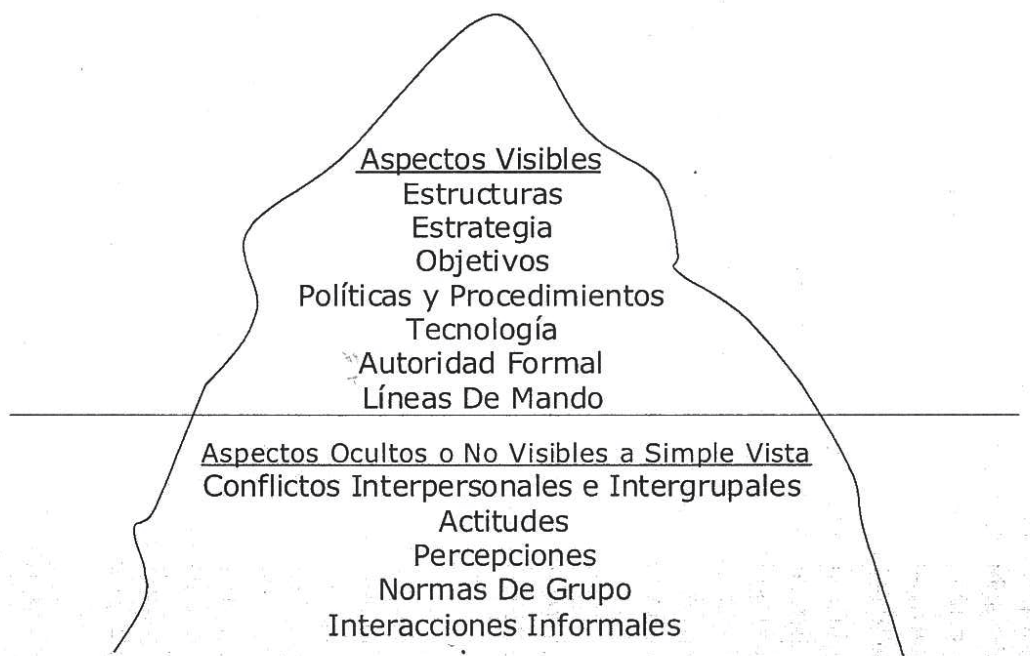 Aspectos Visibles
Estructuras
Estrategia
Objetivos
Políticas y Procedimientos
Tecnología
Autoridad Formal
Líneas De Mando
Aspectos Ocultos o No Visibles a Simple Vista
Conflictos Interpersonales e Intergrupales
Actitudes
Percepciones
Normas De Grupo
Interacciones Informales